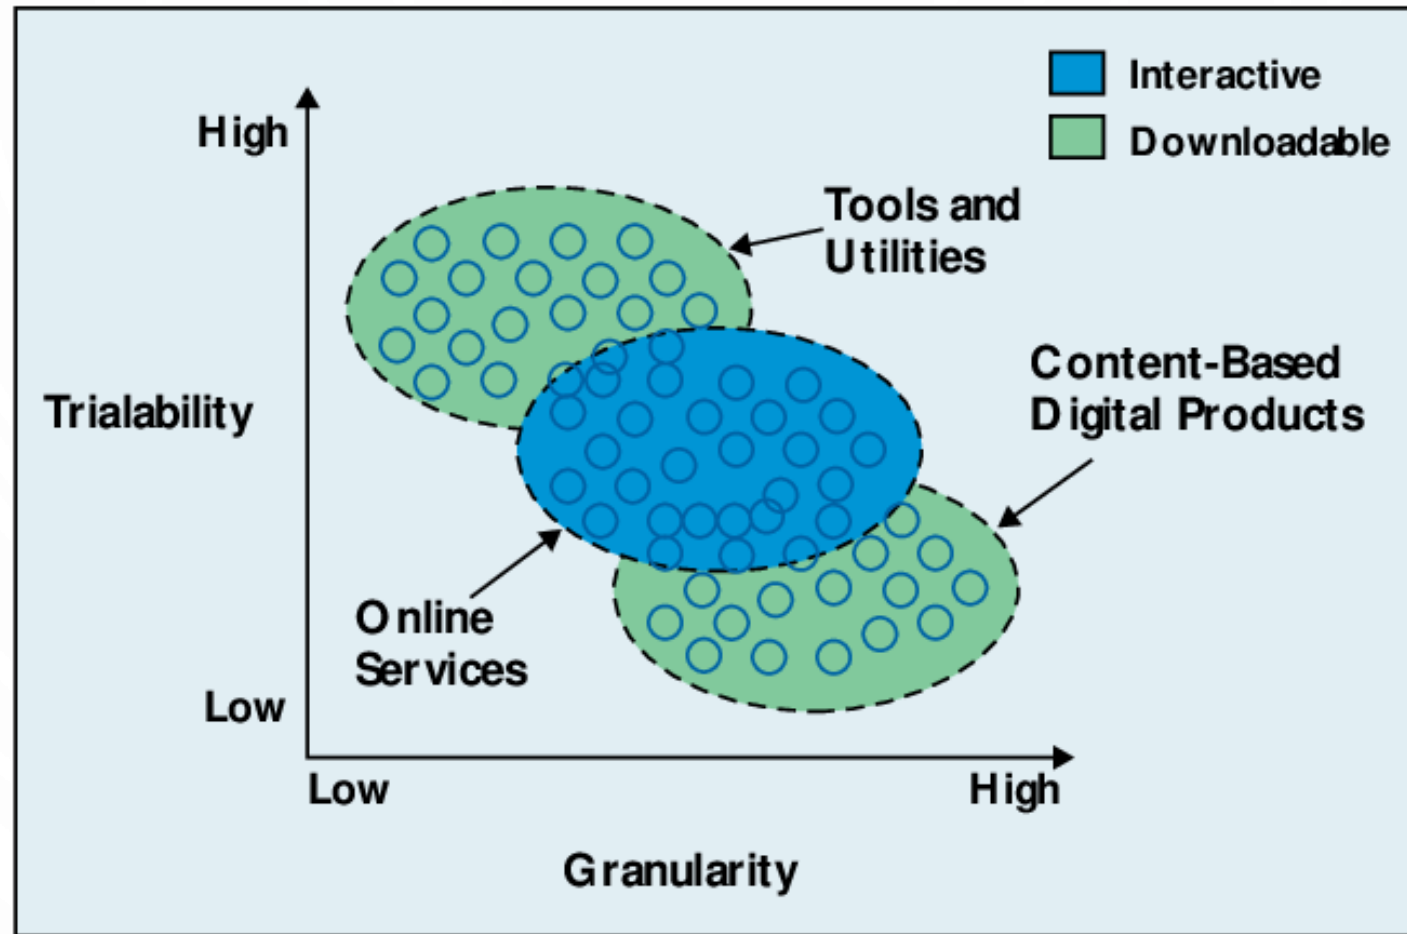 Interactive
Downloadable
High
Tools and
Utilities
Content-Based
Digital Products
Trialability
Online
Services
Low
Low
High
Granularity